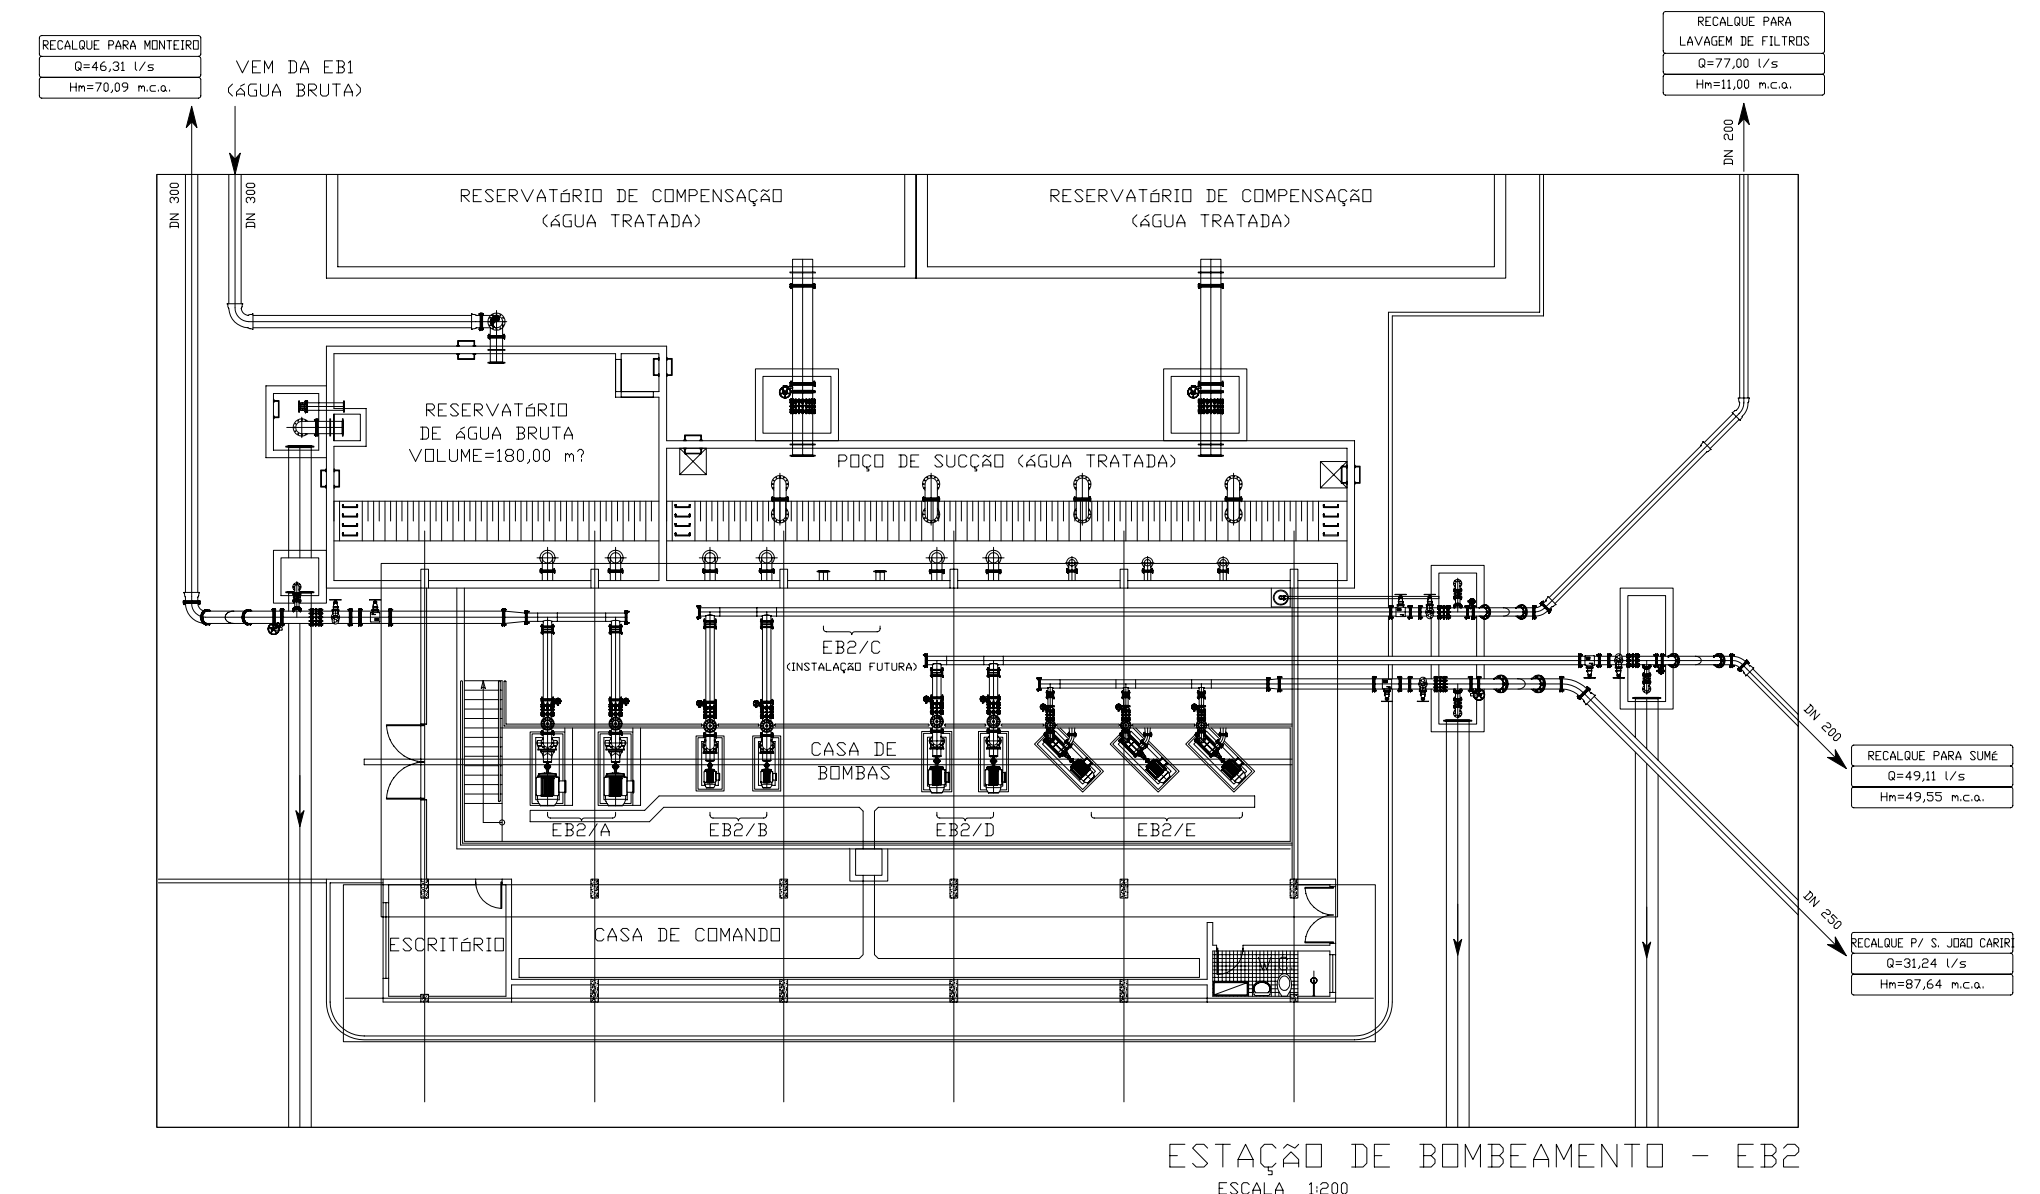 RECALQUE PARA MONTEIRO
Q=46,31 l/s
Hm=70,09 m.c.a.
VEM DA EB1
(áGUA BRUTA)
RECALQUE PARA
LAVAGEM DE FILTROS
Q=77,00 l/s
Hm=11,00 m.c.a.
DN 200
DN 300
DN 300
RESERVATóRIO DE COMPENSAÇãO
(áGUA TRATADA)
RESERVATóRIO DE COMPENSAÇãO
(áGUA TRATADA)
RESERVATóRIO
DE áGUA BRUTA
VOLUME=180,00 m?
POÇO DE SUCÇãO (áGUA TRATADA)
EB2/C
(INSTALAÇãO FUTURA)
A
CASA DE
BOMBAS
EB2/A
EB2/B
EB2/D
EB2/E
DN 200
RECALQUE PARA SUMé
Q=49,11 l/s
Hm=49,55 m.c.a.
DN 250
RECALQUE P/ S. JOãO CARIRI
Q=31,24 l/s
Hm=87,64 m.c.a.
ESCRITóRIO
CASA DE COMANDO
ESTAÇãO DE BOMBEAMENTO - EB2
ESCALA 1:200